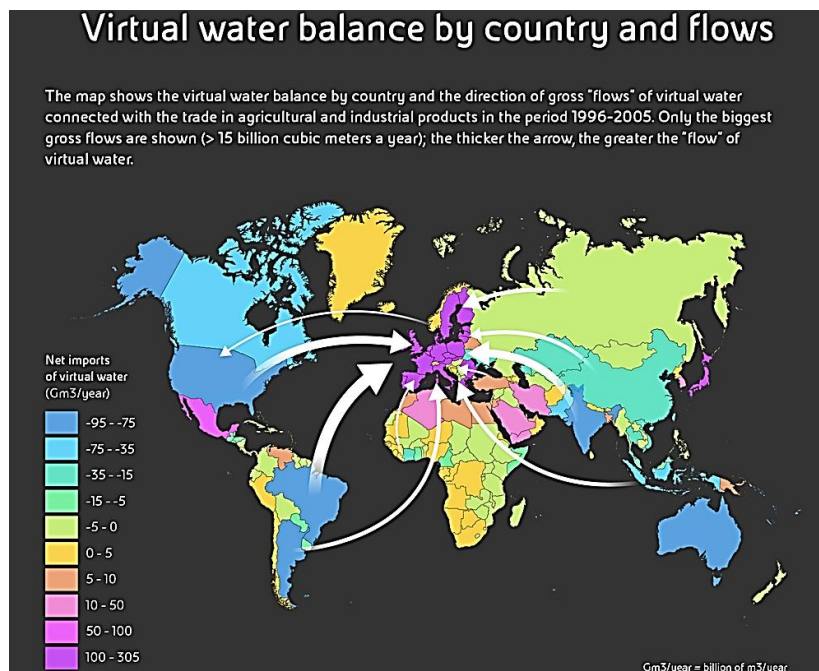 Virtual water balance by country and flows
The map shows the virtual water balance by country and the direction of gross "flows" of virtual water
connected with the trade in agricultural and industrial products in the period 1996-2005. Only the biggest
gross flows are shown (> 15 billion cubic meters a year); the thicker the arrow, the greater the "flow" of
virtual water.
Net imports
of virtual water
(Gm3/year)
-95 - -75
-75 - -35
-35 - -15
-15 - -5
-5 - 0
0 - 5
5 - 10
10 - 50
50 - 100
100 - 305
Gm3/year = billion of m3/year